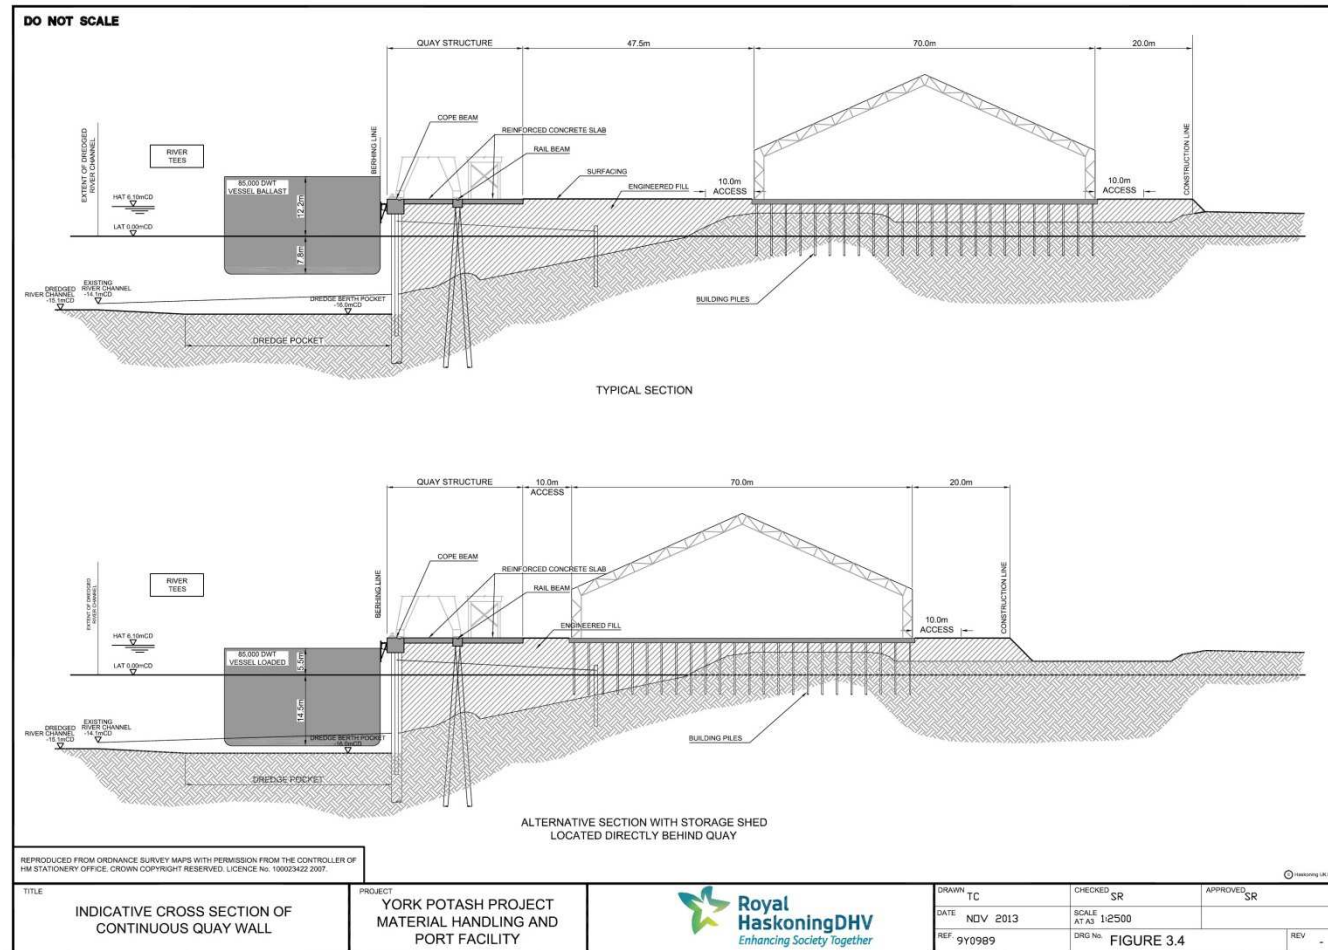 DO NOT SCALE
QUAY STRUCTURE
47.5m
70.0m
20.0m
EXTENT OF DREDGED
RIVER CHANNEL
RIVER
TEES
BERHING LINE
COPE BEAM
REINFORCED CONCRETE SLAB
RAIL BEAM
SURFACING
ENGINEERED FILL
10.0m
ACCESS
10.0m
ACCESS
CONSTRUCTION LINE
85,000 DWT
VESSEL BALLAST
12.2m
7.8m
HAT 6.10mCD
LAT 0.00mCD
DREDGED
RIVER CHANNEL
-15.1mCD
EXISTING
RIVER CHANNEL
-14.1mCD
DREDGE BERTH POCKET
-16.0mCD
DREDGE POCKET
BUILDING PILES
TYPICAL SECTION
QUAY STRUCTURE
10.0m
ACCESS
70.0m
20.0m
EXTENT OF DREDGED
RIVER CHANNEL
RIVER
TEES
BERHING LINE
COPE BEAM
REINFORCED CONCRETE SLAB
RAIL BEAM
ENGINEERED FILL
10.0m
ACCESS
CONSTRUCTION LINE
HAT 6.10mCD
LAT 0.00mCD
85,000 DWT
VESSEL LOADED
5.5m
14.5m
DREDGED
RIVER CHANNEL
-15.1mCD
EXISTING
RIVER CHANNEL
-14.1mCD
DREDGE BERTH POCKET
-16.0mCD
DREDGE POCKET
BUILDING PILES
ALTERNATIVE SECTION WITH STORAGE SHED
LOCATED DIRECTLY BEHIND QUAY
REPRODUCED FROM ORDNANCE SURVEY MAPS WITH PERMISSION FROM THE CONTROLLER OF
HM STATIONERY OFFICE. CROWN COPYRIGHT RESERVED. LICENCE No. 100023422 2007.
TITLE
INDICATIVE CROSS SECTION OF
CONTINUOUS QUAY WALL
PROJECT
YORK POTASH PROJECT
MATERIAL HANDLING AND
PORT FACILITY
Royal
HaskoningDHV
Enhancing Society Together
DRAWN TC
CHECKED SR
APPROVED SR
DATE NOV 2013
SCALE AT A3 1:2500
REF 9Y0989
DRG No. FIGURE 3.4
REV -